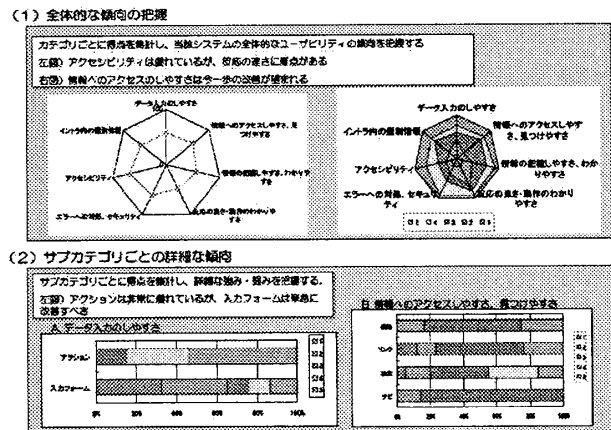 (1) 全体的な傾向の把握
カテゴリごとに得点を集計し、当該システムの全体的なユーザビリティの傾向を把握する
左図) アクセシビリティは優れているが、反応の速さに難点がある
右図) 情報へのアクセスのしやすさは今一歩の改善が望まれる
データ入力のしやすさ
イントラ内の最新情報
情報へのアクセスしやすさ、見
つけやすさ
アクセシビリティ
情報の把握しやすさ、わかりやす
さ
エラーへの対処、セキュリティ
反応の良さ・動作のわかりや
すさ
データ入力のしやすさ
イントラ内の最新情報
情報へのアクセスしやす
さ、見つけやすさ
アクセシビリティ
情報の把握しやすさ、わか
りやすさ
エラーへの対処、セキュリ
ティ
反応の良さ・動作のわかり
やすさ
(2) サブカテゴリごとの詳細な傾向
サブカテゴリごとに得点を集計し、詳細な強み・弱みを把握する。
左図) アクションは非常に優れているが、入力フォームは早急に
改善すべき
A データ入力のしやすさ
アクション
入力フォーム
0% 20% 40% 60% 80% 100%
B 情報へのアクセスしやすさ、見つけやすさ
リンク
ナビ
0% 20% 40% 60% 80% 100%